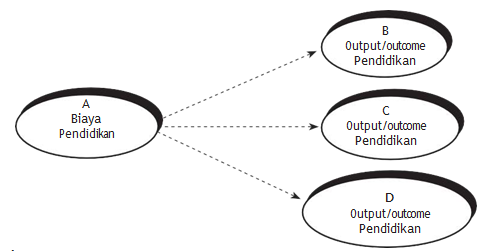 A
Biaya
Pendidikan
B
Output/outcome
Pendidikan
C
Output/outcome
Pendidikan
D
Output/outcome
Pendidikan